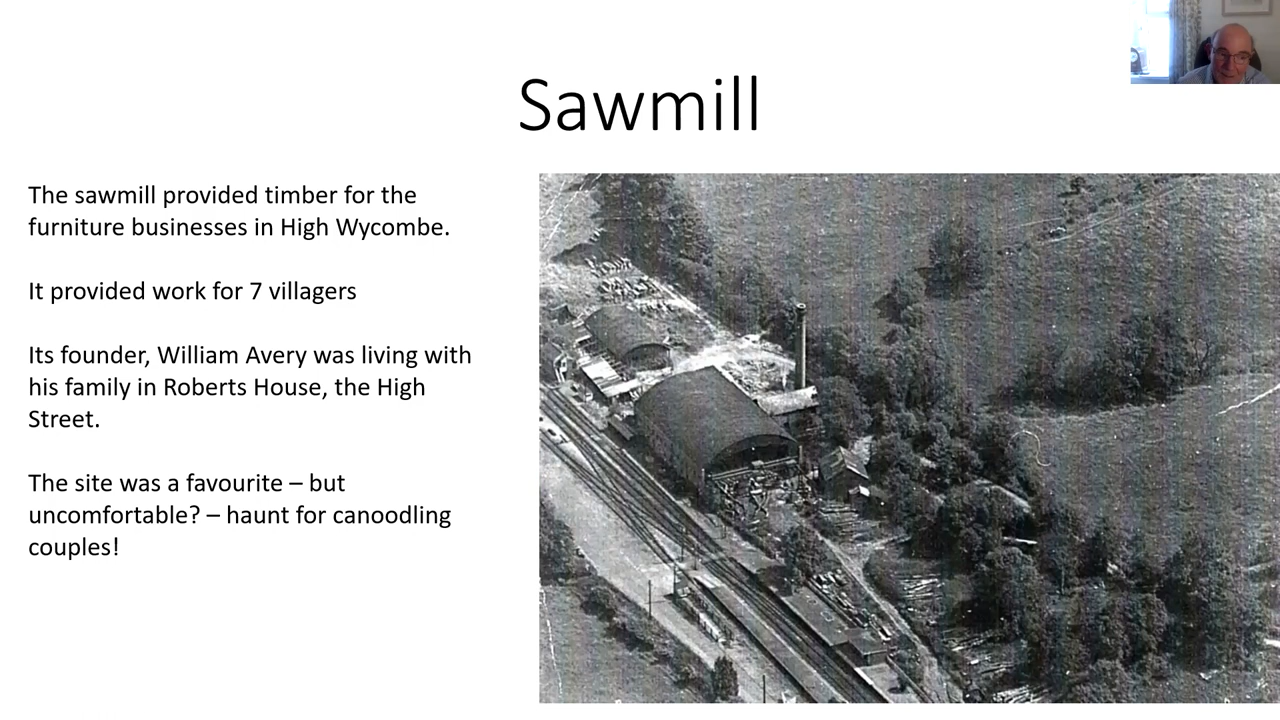 Sawmill
The sawmill provided timber for the
furniture businesses in High Wycombe.
It provided work for 7 villagers
Its founder, William Avery was living with
his family in Roberts House, the High
Street.
The site was a favourite – but
uncomfortable? – haunt for canoodling
couples!